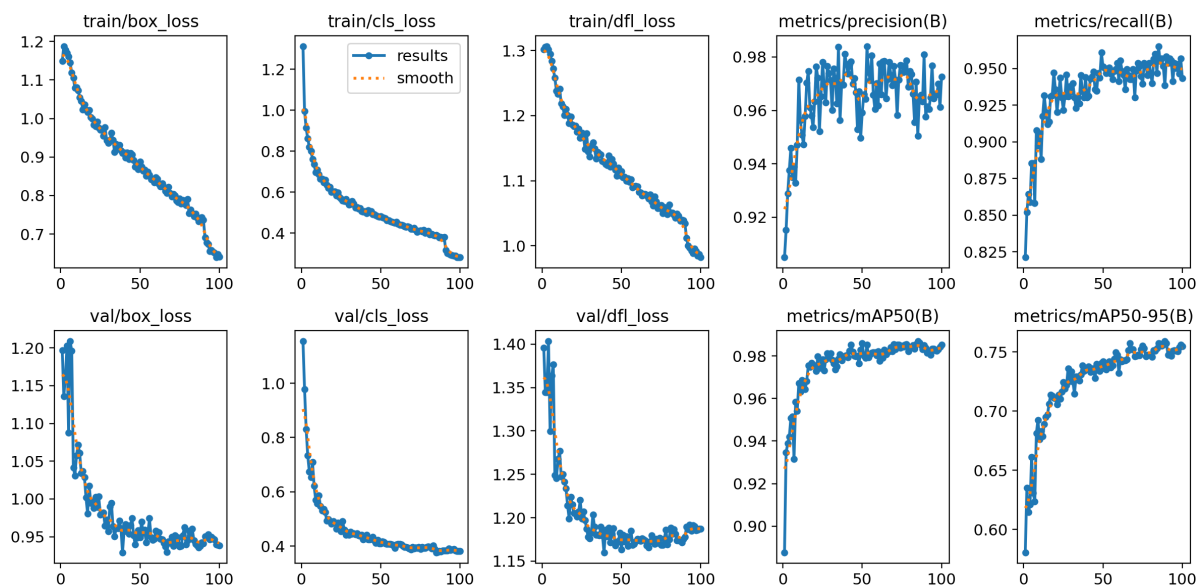 train/box_loss
train/cls_loss
train/dfl_loss
metrics/precision(B)
metrics/recall(B)
1.2
1.1
1.0
0.9
0.8
0.7
0 50 100
results
smooth
1.2
1.0
0.8
0.6
0.4
0 50 100
1.3
1.2
1.1
1.0
0 50 100
0.98
0.96
0.94
0.92
0 50 100
0.950
0.925
0.900
0.875
0.850
0.825
0 50 100
val/box_loss
val/cls_loss
val/dfl_loss
metrics/mAP50(B)
metrics/mAP50-95(B)
1.20
1.15
1.10
1.05
1.00
0.95
0 50 100
1.0
0.8
0.6
0.4
0 50 100
1.40
1.35
1.30
1.25
1.20
1.15
0 50 100
0.98
0.96
0.94
0.92
0.90
0 50 100
0.75
0.70
0.65
0.60
0 50 100